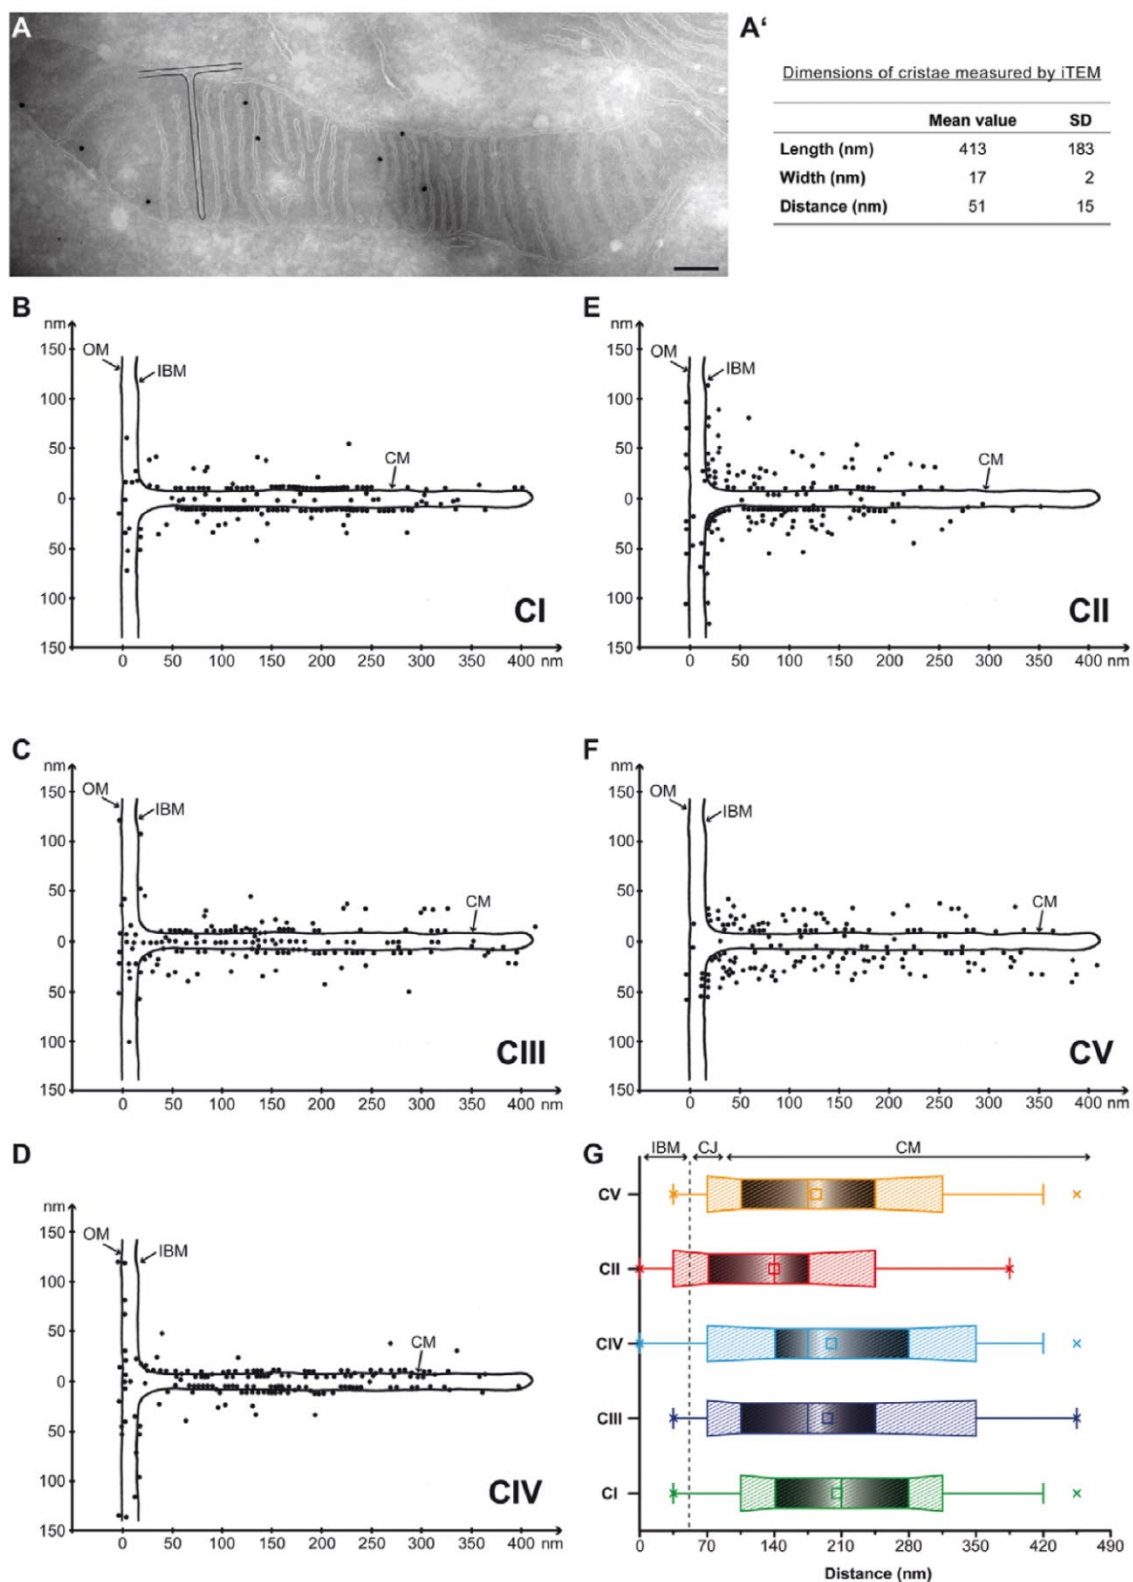 A
A‘
Dimensions of cristae measured by iTEM
Mean value SD
Length (nm) 413 183
Width (nm) 17 2
Distance (nm) 51 15
B
nm
150
100
50
0
50
100
150
OM
IBM
CM
CI
0 50 100 150 200 250 300 350 400 nm
E
nm
150
100
50
0
50
100
150
OM
IBM
CM
CII
0 50 100 150 200 250 300 350 400 nm
C
nm
150
100
50
0
50
100
150
OM
IBM
CM
CIII
0 50 100 150 200 250 300 350 400 nm
F
nm
150
100
50
0
50
100
150
OM
IBM
CM
CV
0 50 100 150 200 250 300 350 400 nm
D
nm
150
100
50
0
50
100
150
OM
IBM
CM
CIV
0 50 100 150 200 250 300 350 400 nm
G
IBM CJ CM
CV
CII
CIV
CIII
CI
0 70 140 210 280 350 420 490
Distance (nm)